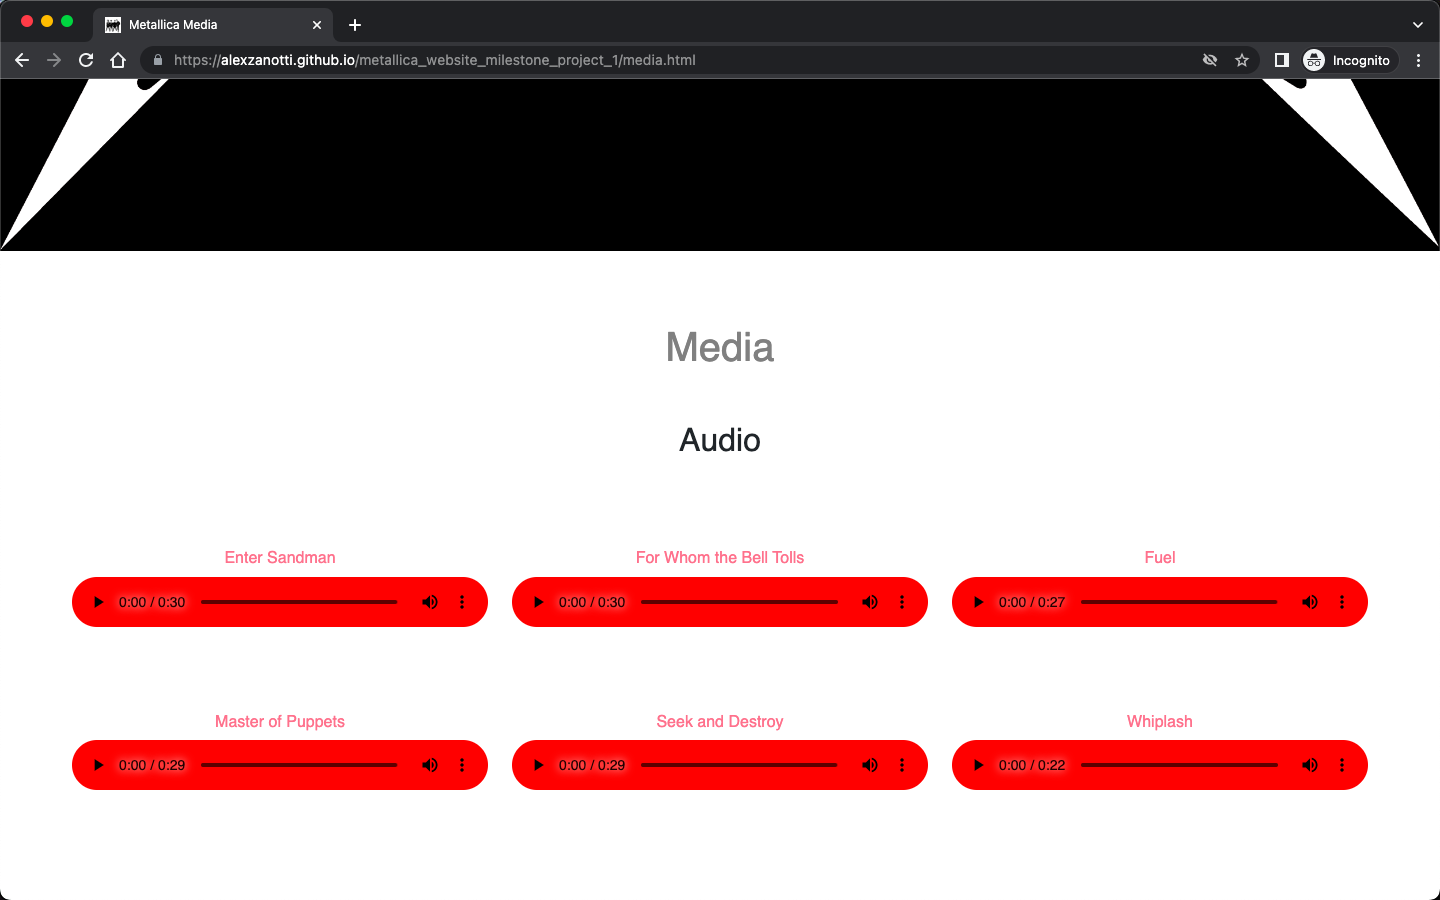 Metallica Media
https://alexzanotti.github.io/metallica_website_milestone_project_1/media.html
Incognito
Media
Audio
Enter Sandman
For Whom the Bell Tolls
Fuel
0:00 / 0:30
0:00 / 0:30
0:00 / 0:27
Master of Puppets
Seek and Destroy
Whiplash
0:00 / 0:29
0:00 / 0:29
0:00 / 0:22